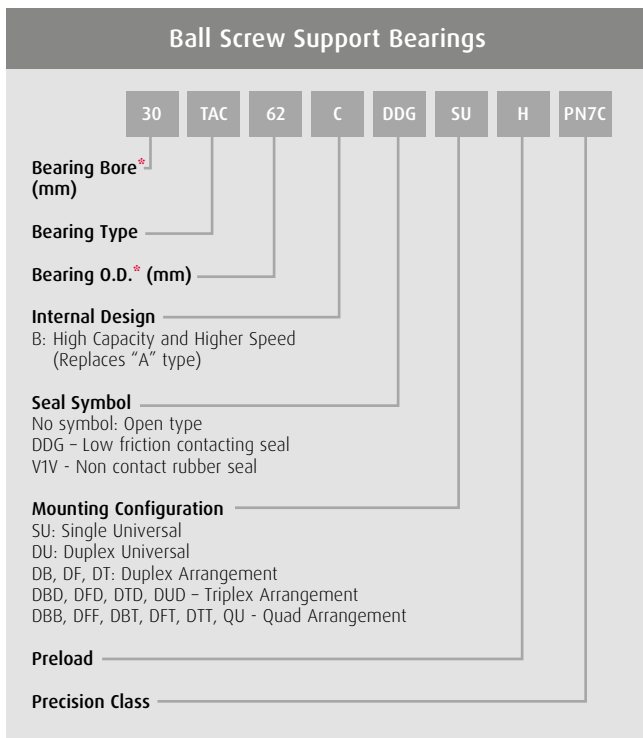 Ball Screw Support Bearings
30 TAC 62 C DDG SU H PN7C
Bearing Bore*
(mm)
Bearing Type
Bearing O.D.* (mm)
Internal Design
B: High Capacity and Higher Speed
(Replaces “A” type)
Seal Symbol
No symbol: Open type
DDG – Low friction contacting seal
V1V - Non contact rubber seal
Mounting Configuration
SU: Single Universal
DU: Duplex Universal
DB, DF, DT: Duplex Arrangement
DBD, DFD, DTD, DUD – Triplex Arrangement
DBB, DFF, DBT, DFT, DTT, QU - Quad Arrangement
Preload
Precision Class